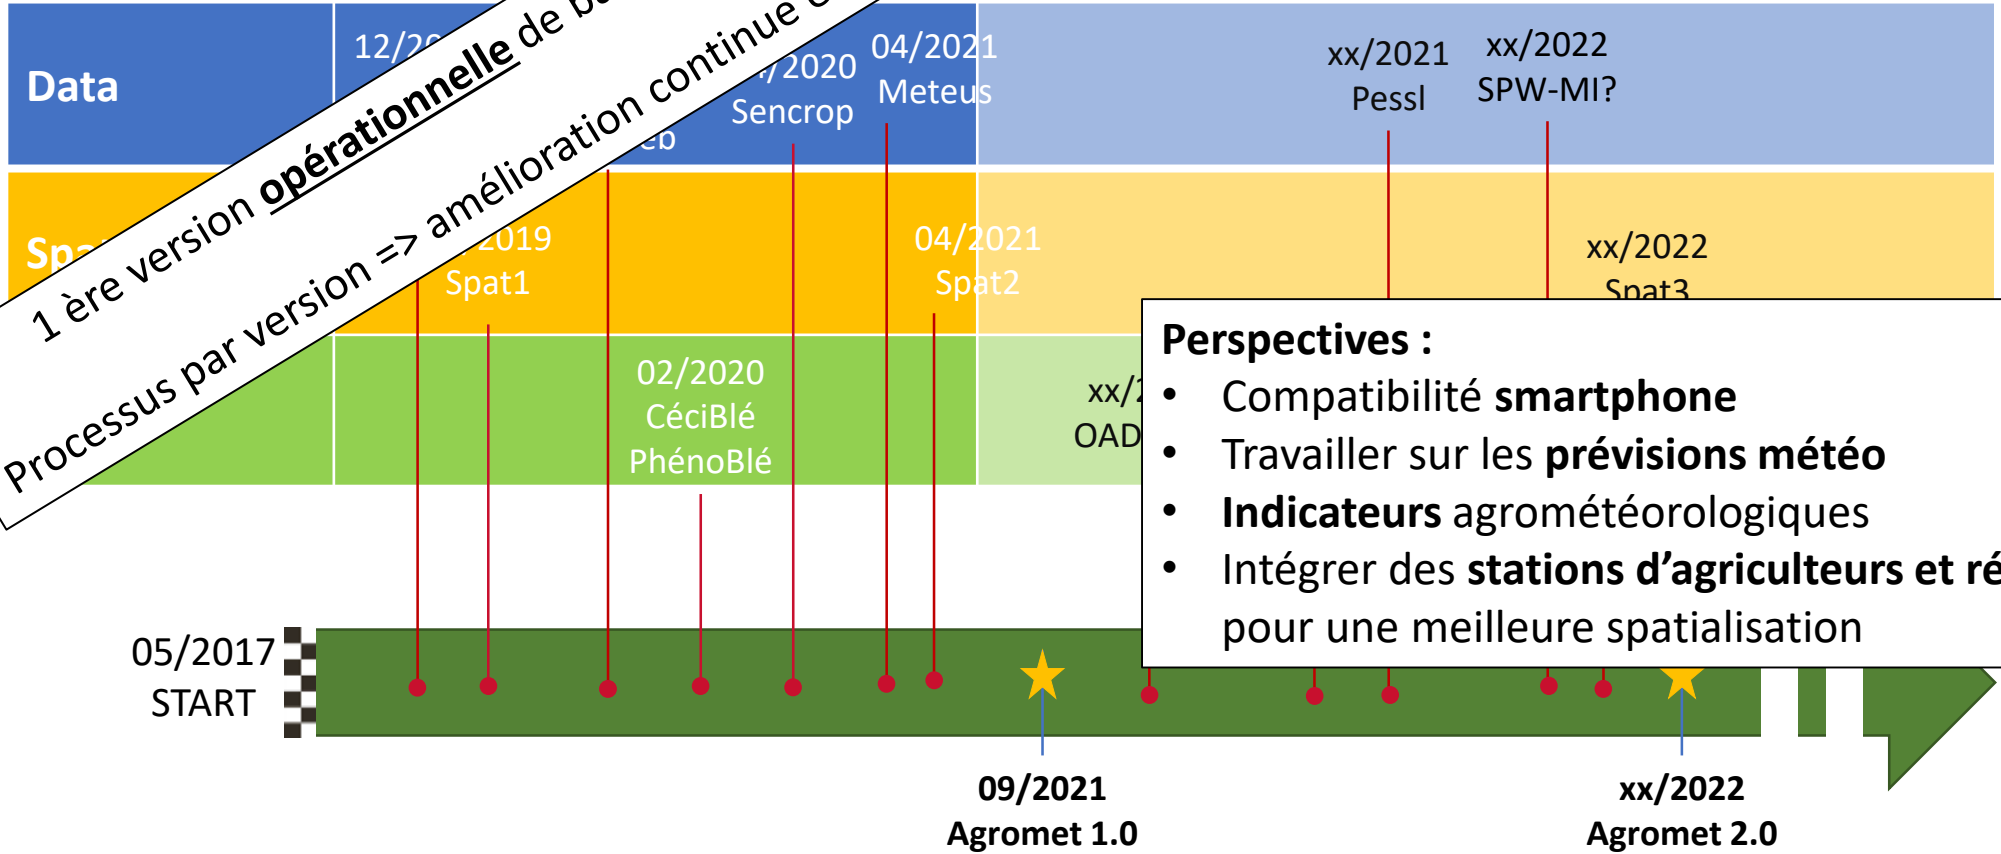 Data
04/2021
Meteus
/2020
Sencrop
xx/2021
Pessl
xx/2022
SPW-MI?
1 ère version opérationnelle de
Processus par version => amélioration continue
2019
Spat1
04/2021
Spat2
xx/2022
Spat3
02/2020
CéciBlé
PhénoBlé
OAD
Perspectives :
• Compatibilité smartphone
• Travailler sur les prévisions météo
• Indicateurs agrométéorologiques
• Intégrer des stations d’agriculteurs et
pour une meilleure spatialisation
05/2017
START
09/2021
Agromet 1.0
xx/2022
Agromet 2.0